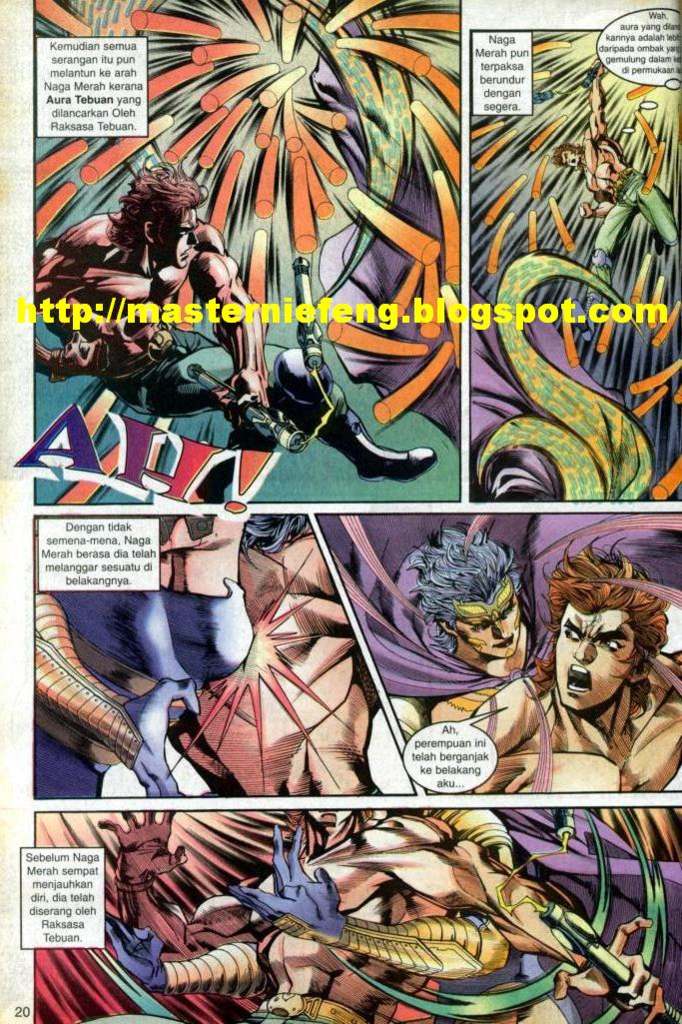 Kemudian semua
serangan itu pun
melantun ke arah
Naga Merah kerana
Aura Tebuan yang
dilancarkan Oleh
Raksasa Tebuan.
Naga
Merah pun
terpaksa
berundur
dengan
segera.
Wah,
aura yang
kannya adalah
daripada ombak
gemulung dalam
di permukaan
http://masterniefeng.blogspot.com
AH!
Dengan tidak
semena-mena, Naga
Merah berasa dia telah
melanggar sesuatu di
belakangnya.
Ah,
perempuan ini
telah berganjak
ke belakang
aku...
Sebelum Naga
Merah sempat
menjauhkan
diri, dia telah
diserang oleh
Raksasa
Tebuan.
20